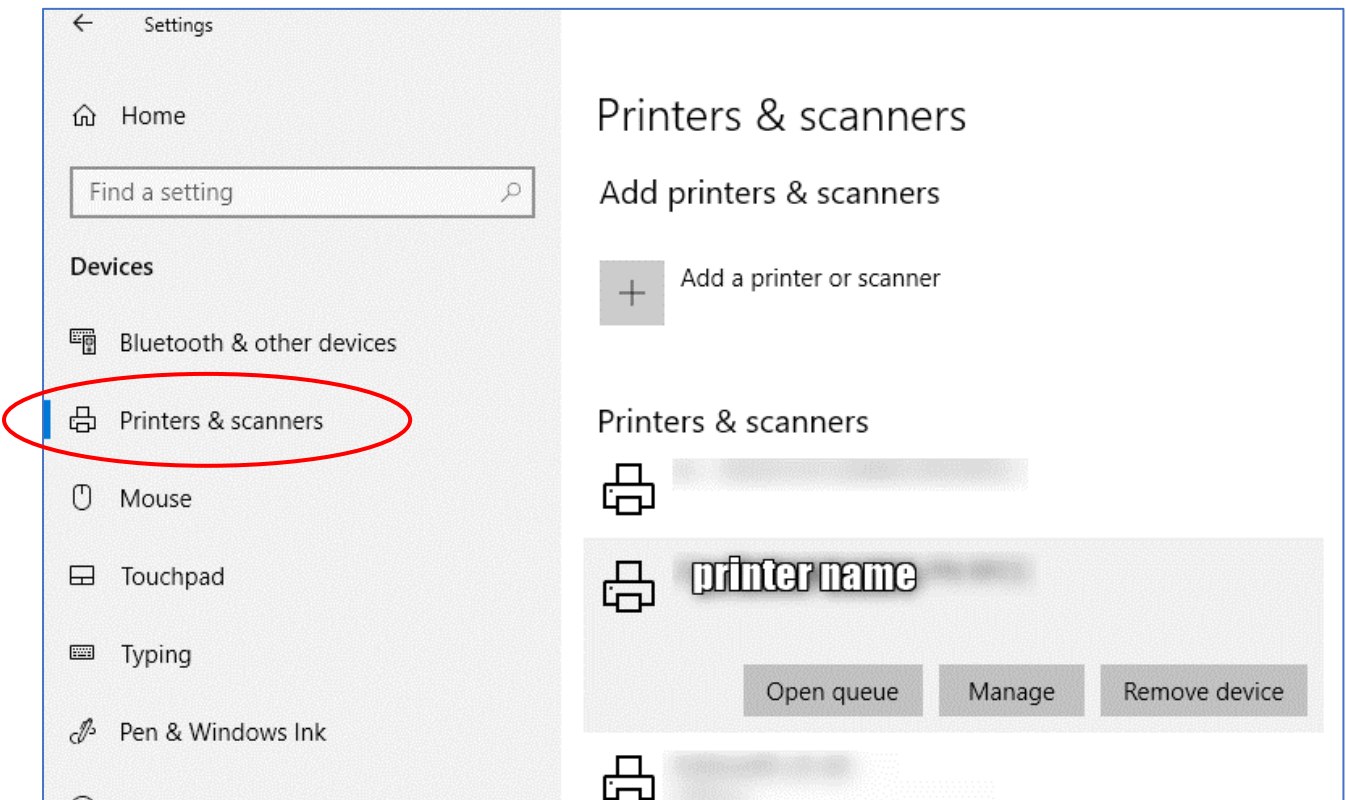 Settings
Home
Find a setting
Devices
Bluetooth & other devices
Printers & scanners
Mouse
Touchpad
Typing
Pen & Windows Ink
Printers & scanners
Add printers & scanners
Add a printer or scanner
Printers & scanners
printer name
Open queue
Manage
Remove device